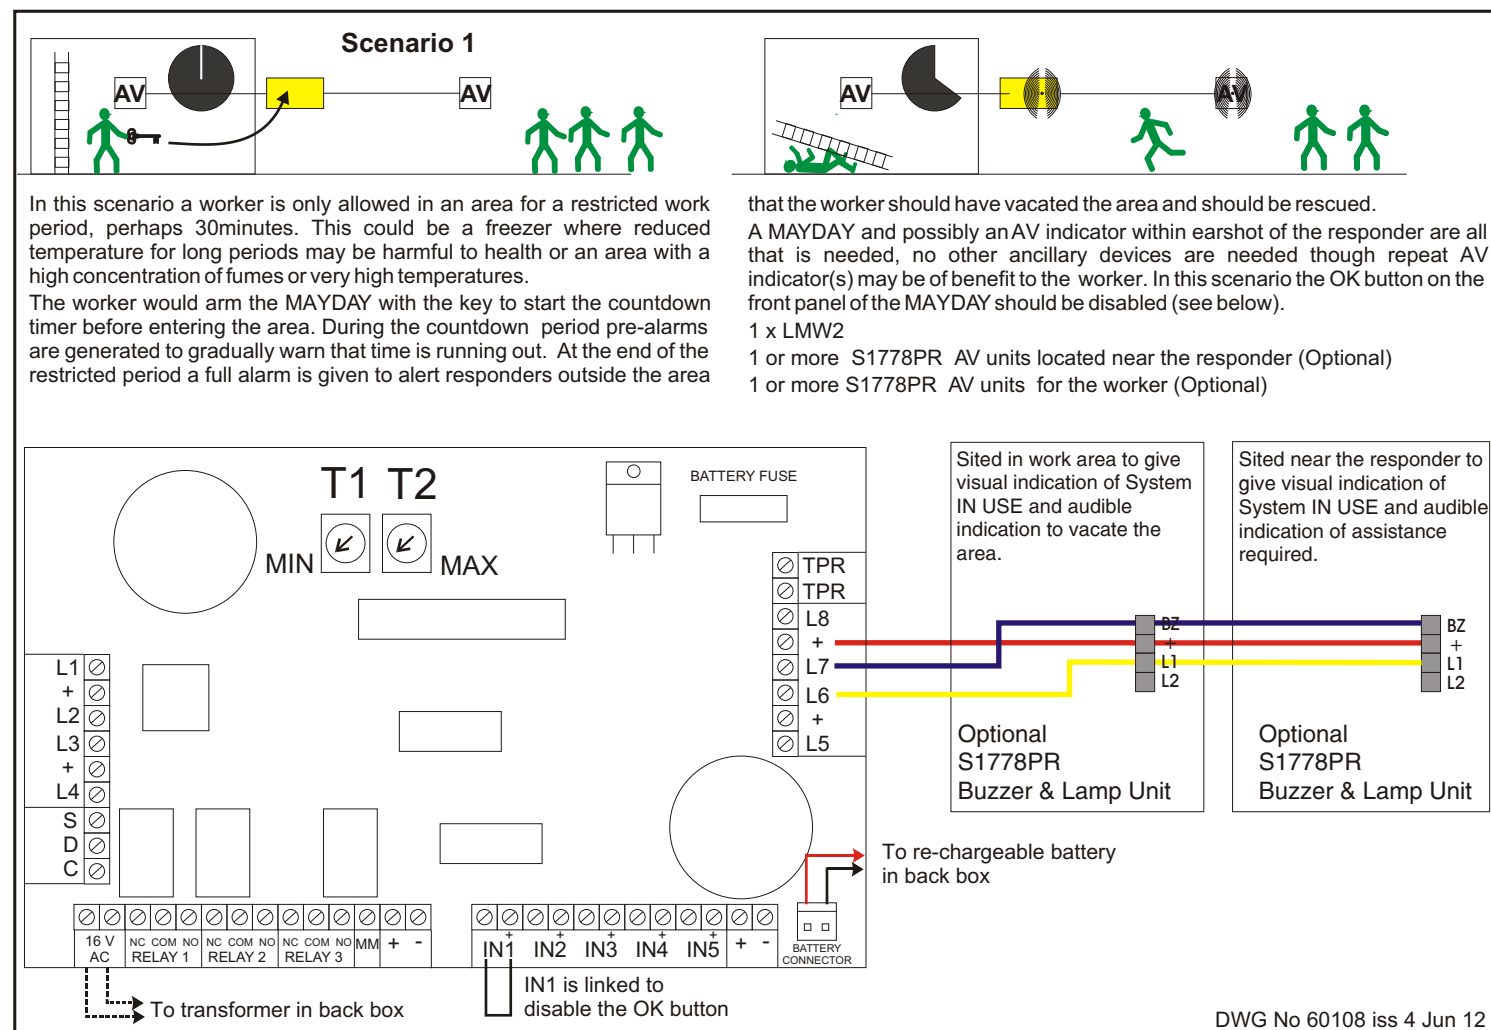 Scenario 1
AV
AV
AV
AV
In this scenario a worker is only allowed in an area for a restricted work
period, perhaps 30minutes. This could be a freezer where reduced
temperature for long periods may be harmful to health or an area with a
high concentration of fumes or very high temperatures.
The worker would arm the MAYDAY with the key to start the countdown
timer before entering the area. During the countdown period pre-alarms
are generated to gradually warn that time is running out. At the end of the
restricted period a full alarm is given to alert responders outside the area
that the worker should have vacated the area and should be rescued.
A MAYDAY and possibly an AV indicator within earshot of the responder are all
that is needed, no other ancillary devices are needed though repeat AV
indicator(s) may be of benefit to the worker. In this scenario the OK button on the
front panel of the MAYDAY should be disabled (see below).
1 x LMW2
1 or more S1778PR AV units located near the responder (Optional)
1 or more S1778PR AV units for the worker (Optional)
T1 T2
MIN
MAX
BATTERY FUSE
TPR
TPR
L8
+
L7
L6
+
L5
L1
+
L2
L3
+
L4
S
D
C
16 V
AC
NC COM NO
RELAY 1
NC COM NO
RELAY 2
NC COM NO
RELAY 3
MM + -
IN1 +
IN2 +
IN3 +
IN4 +
IN5 +
+ -
BATTERY
CONNECTOR
To transformer in back box
IN1 is linked to
disable the OK button
To re-chargeable battery
in back box
Sited in work area to give
visual indication of System
IN USE and audible
indication to vacate the
area.
BZ
+
L1
L2
Optional
S1778PR
Buzzer & Lamp Unit
Sited near the responder to
give visual indication of
System IN USE and audible
indication of assistance
required.
BZ
+
L1
L2
Optional
S1778PR
Buzzer & Lamp Unit
DWG No 60108 iss 4 Jun 12